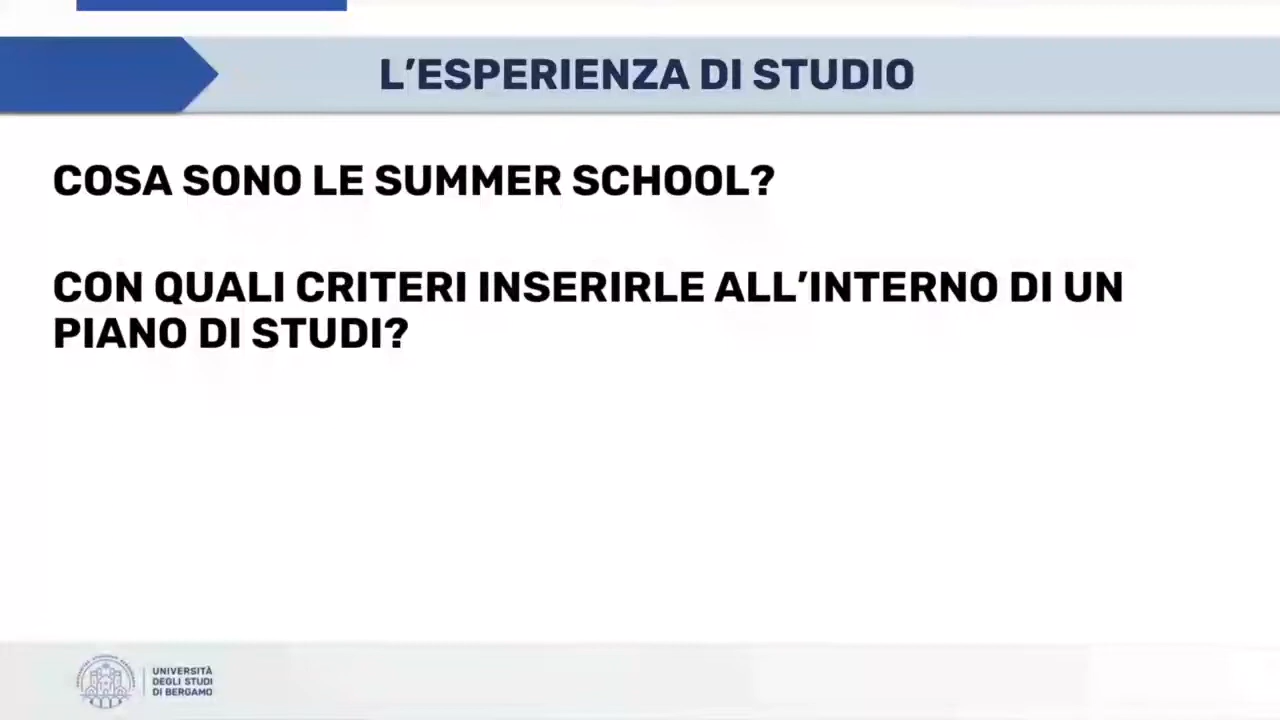 L’ESPERIENZA DI STUDIO
COSA SONO LE SUMMER SCHOOL?
CON QUALI CRITERI INSERIRLE ALL’INTERNO DI UN
PIANO DI STUDI?
UNIVERSITÀ
DEGLI STUDI
DI BERGAMO